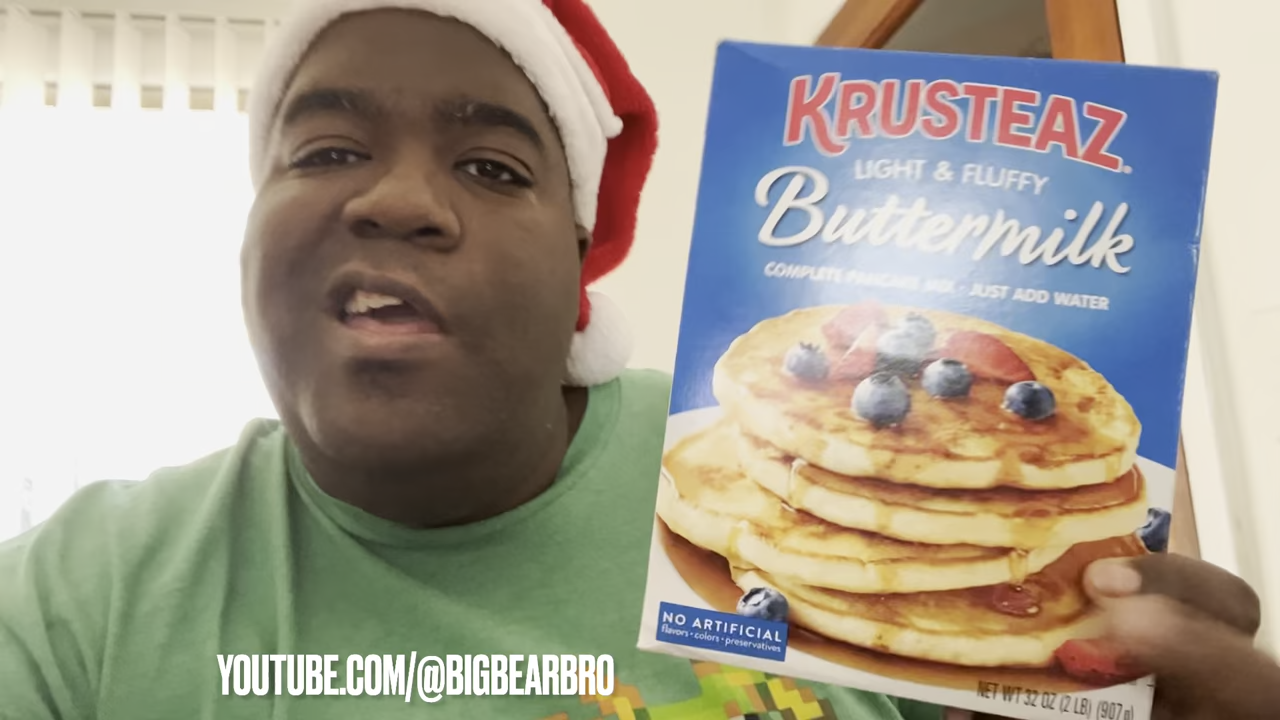 KRUSTEAZ.
LIGHT & FLUFFY
Buttermilk
COMPLETE PANCAKE MIX · JUST ADD WATER
NO ARTIFICIAL
flavors • colors • preservatives
NET WT 32 OZ (2 LB) (907g)
YOUTUBE.COM/@BIGBEARBRO